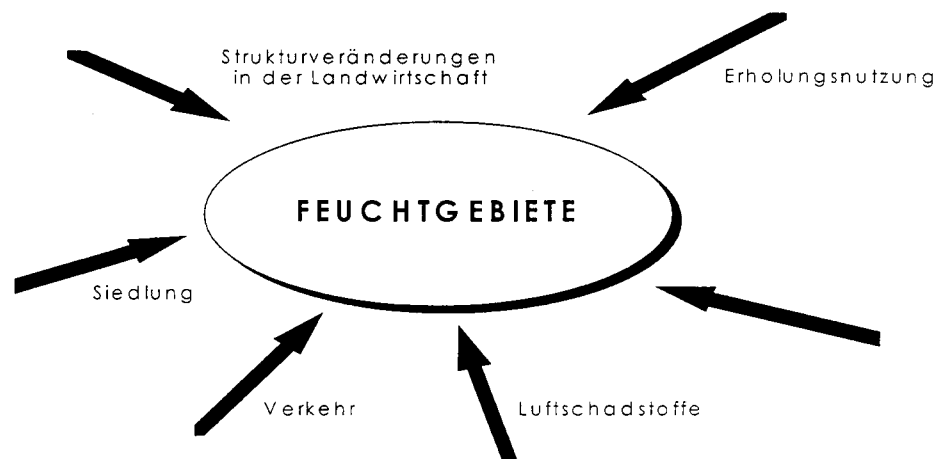 Strukturveränderungen
in der Landwirtschaft
Erholungsnutzung
FEUCHTGEBIETE
Siedlung
Verkehr
Luftschadstoffe